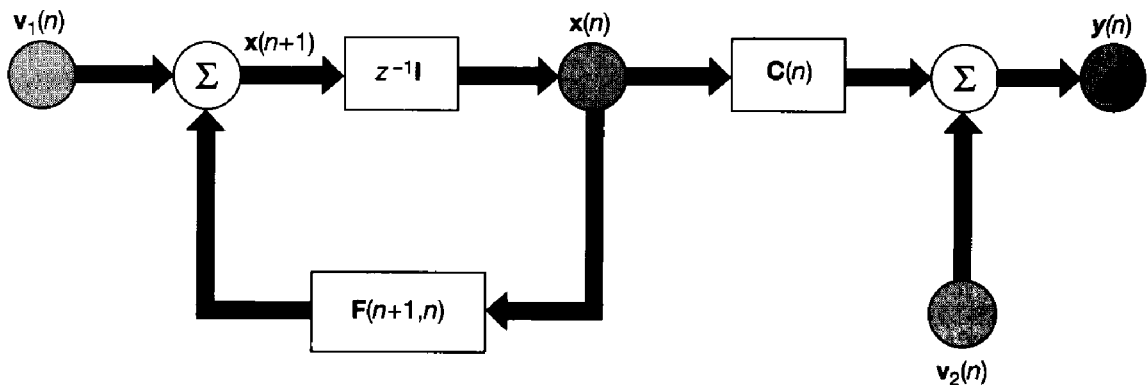 v₁(n)
Σ
x(n+1)
z⁻¹I
x(n)
C(n)
Σ
y(n)
F(n+1,n)
v₂(n)